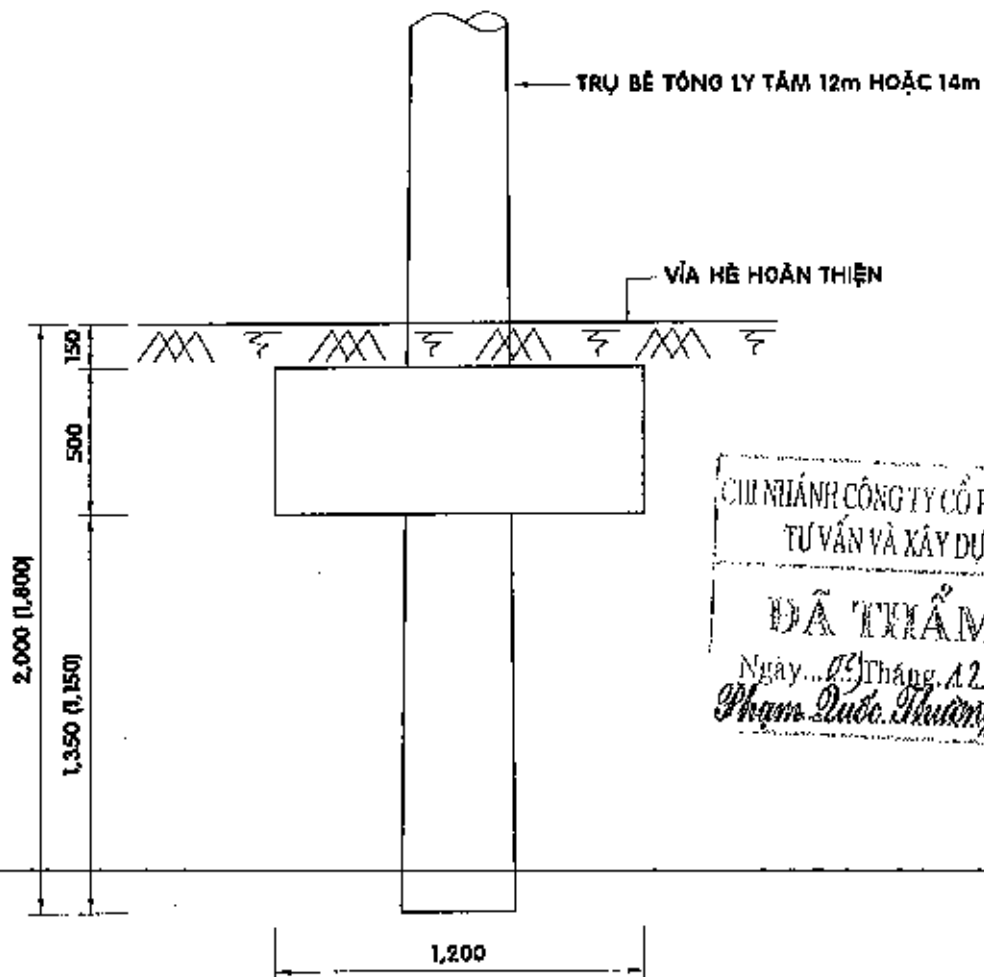 TRỤ BÊ TÔNG LY TÂM 12m HOẶC 14m
VỈA HÈ HOÀN THIỆN
150
500
2,000 (1,800)
1,350 (1,150)
1,200
CHI NHÁNH CÔNG TY CỔ
TƯ VẤN VÀ XÂY DỰ
ĐÃ THẨM
Ngày... Tháng.12
Phạm Quốc